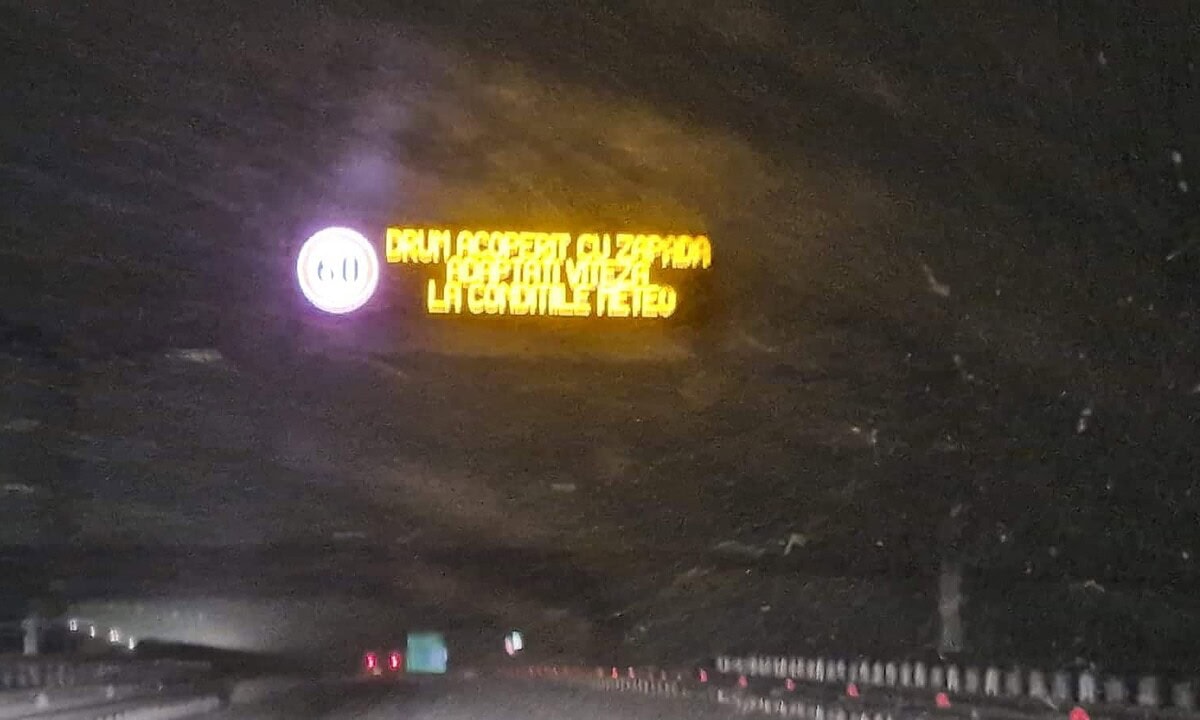 60
DRUM ACOPERIT CU ZAPADA
ADAPTATI VITEZA
LA CONDITIILE METEO